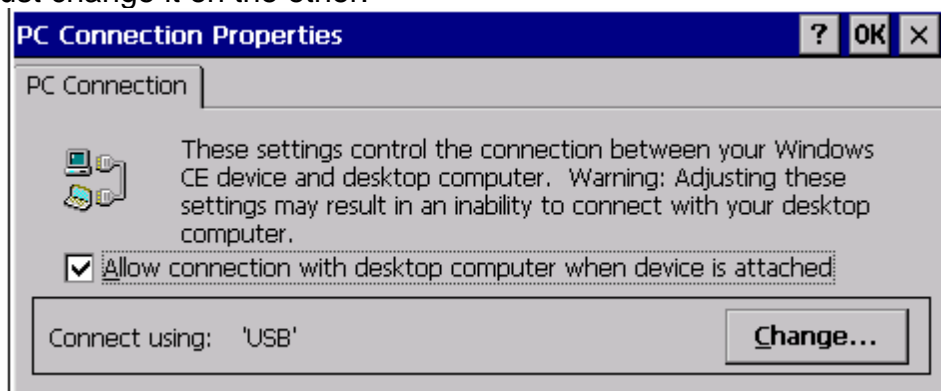 change it on the other.
PC Connection Properties ? OK ×
PC Connection
These settings control the connection between your Windows
CE device and desktop computer. Warning: Adjusting these
settings may result in an inability to connect with your desktop
computer.
Allow connection with desktop computer when device is attached
Connect using: 'USB' Change...